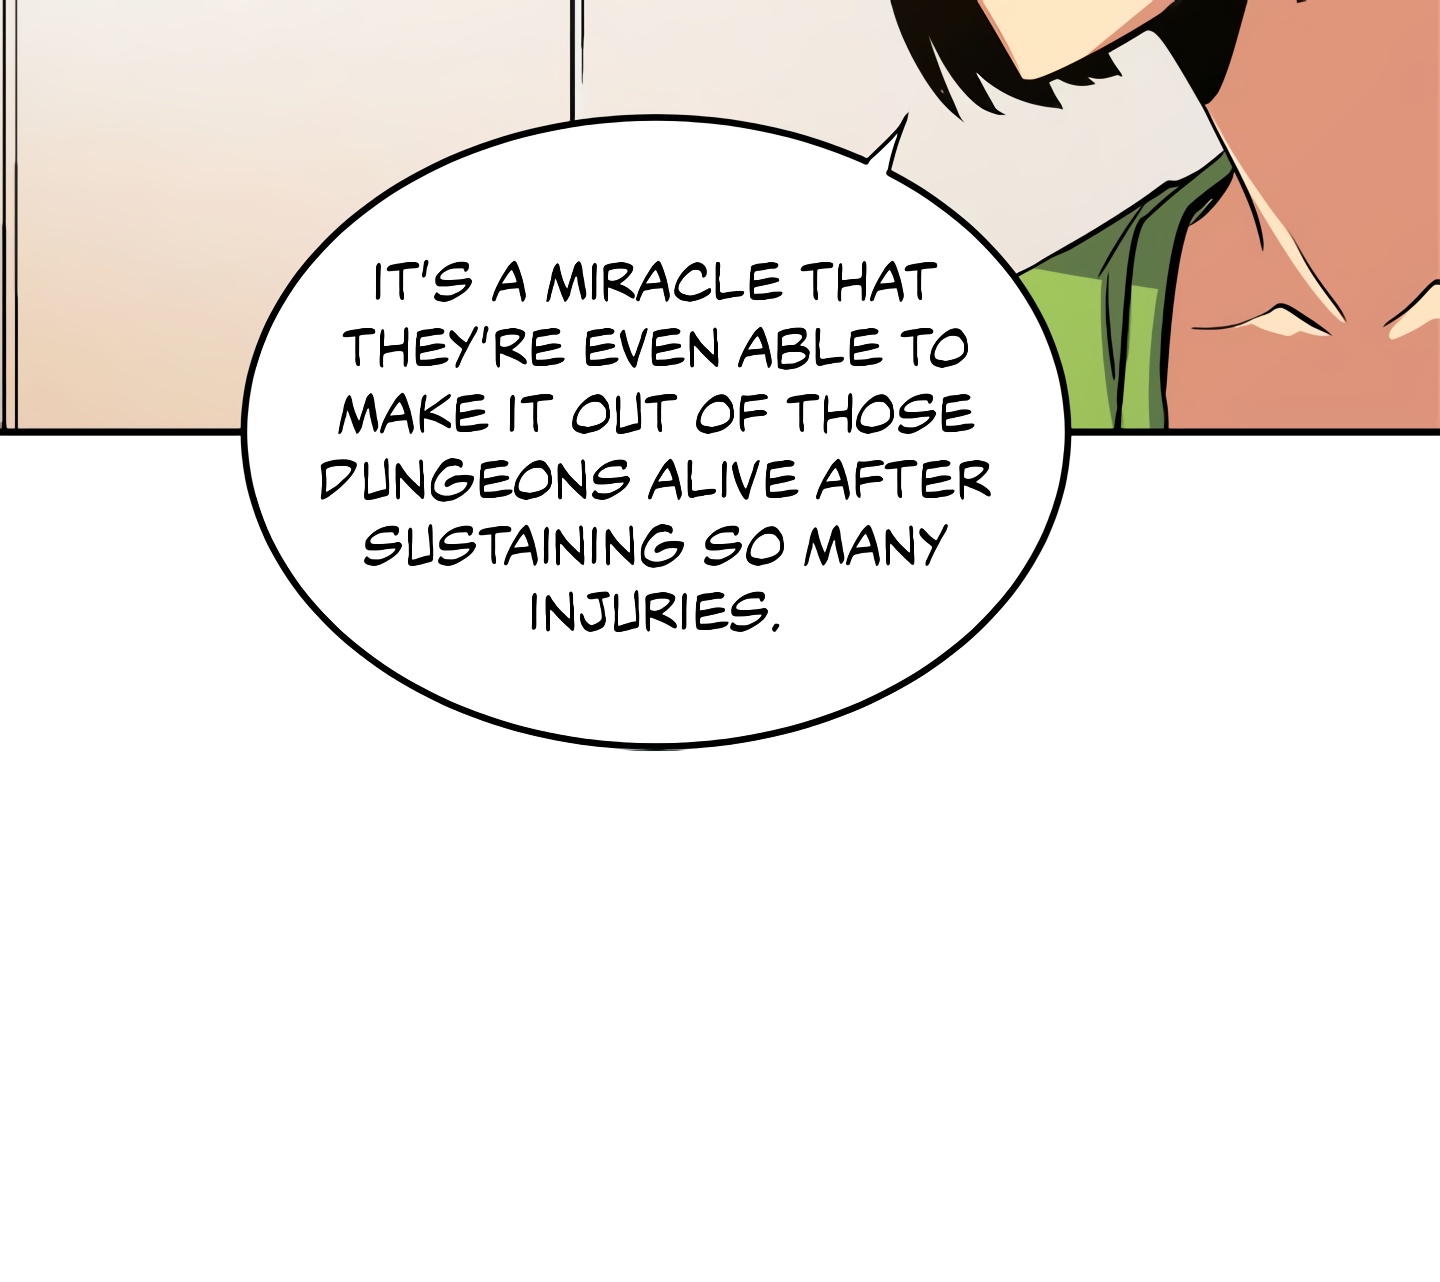 IT'S A MIRACLE THAT
THEY'RE EVEN ABLE TO
MAKE IT OUT OF THOSE
DUNGEONS ALIVE AFTER
SUSTAINING SO MANY
INJURIES.